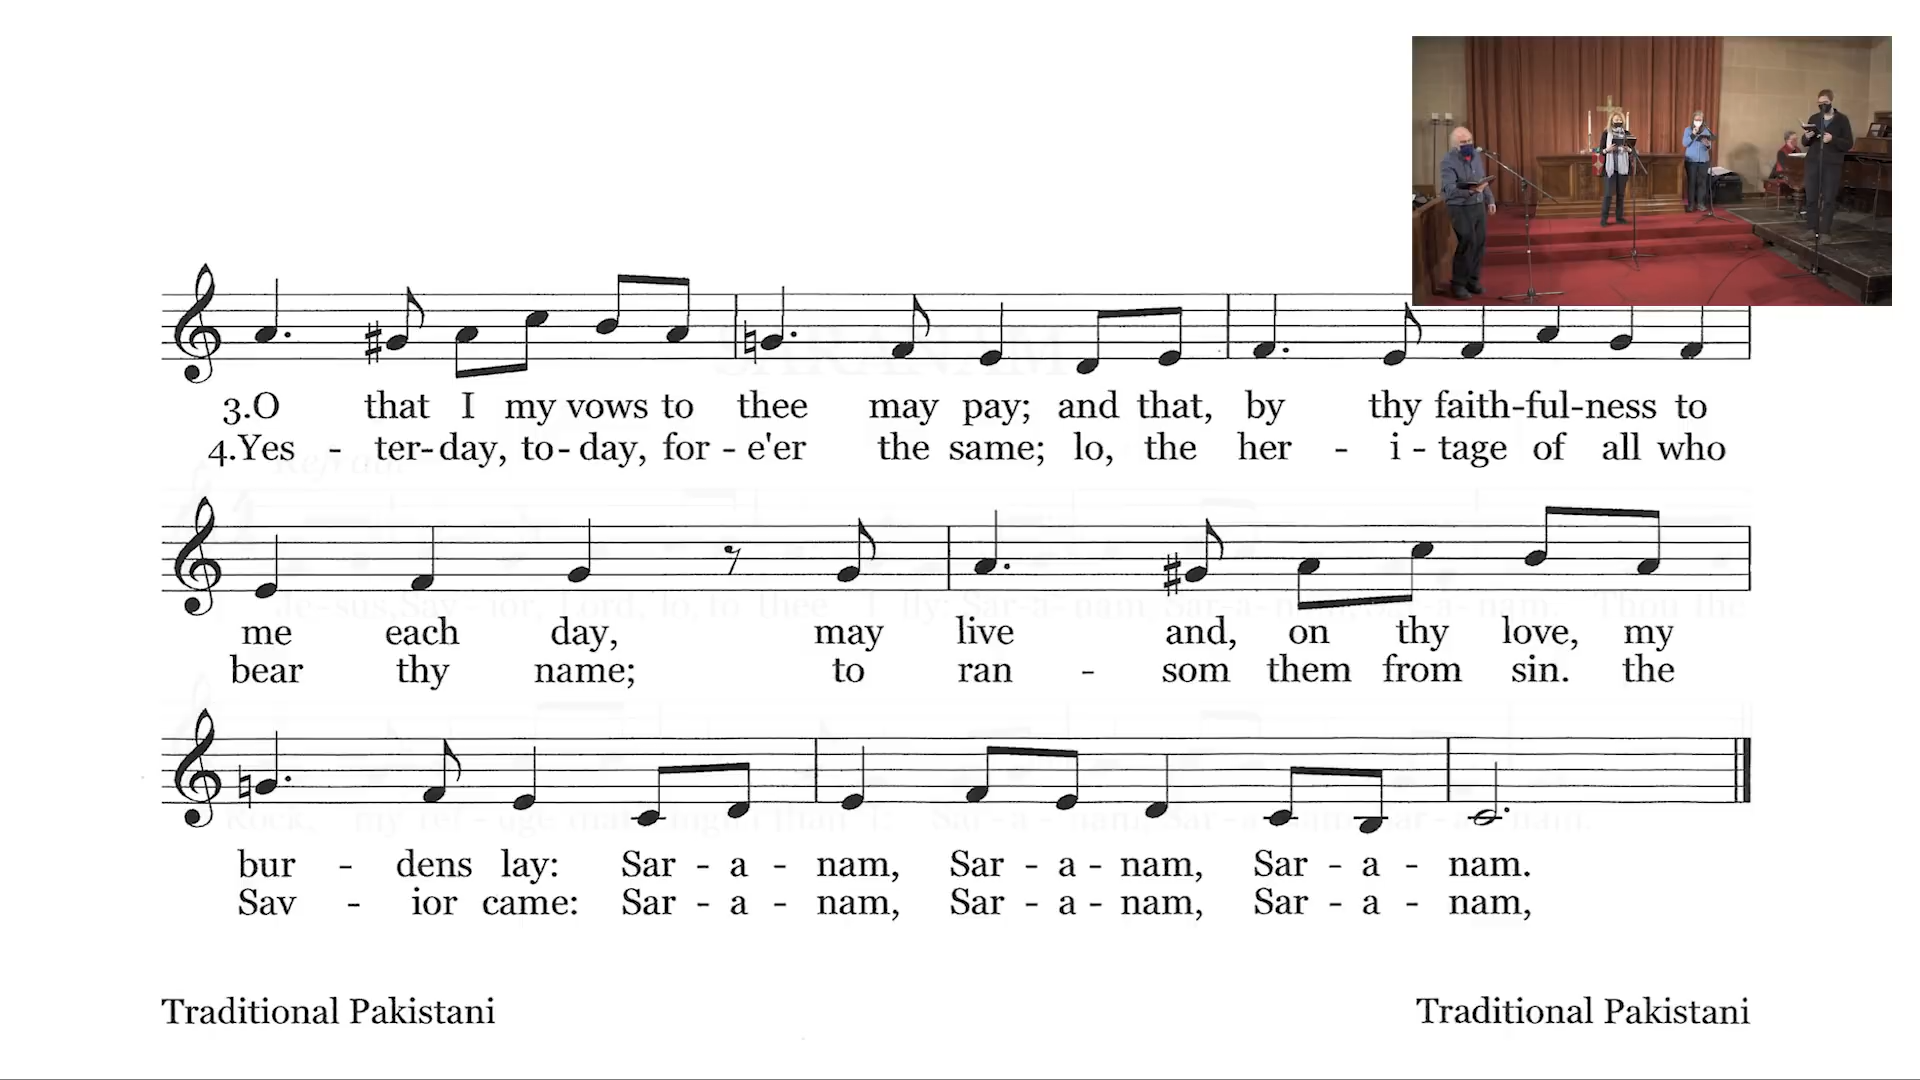 3.O that I my vows to thee may pay; and that, by thy faith-ful-ness to
4.Yes - ter-day, to-day, for-e'er the same; lo, the her - i-tage of all who
me each day, may live and, on thy love, my
bear thy name; to ran - som them from sin. the
bur - dens lay: Sar-a - nam, Sar-a-nam, Sar-a-nam.
Sav - ior came: Sar-a - nam, Sar-a-nam, Sar-a-nam,
Traditional Pakistani
Traditional Pakistani